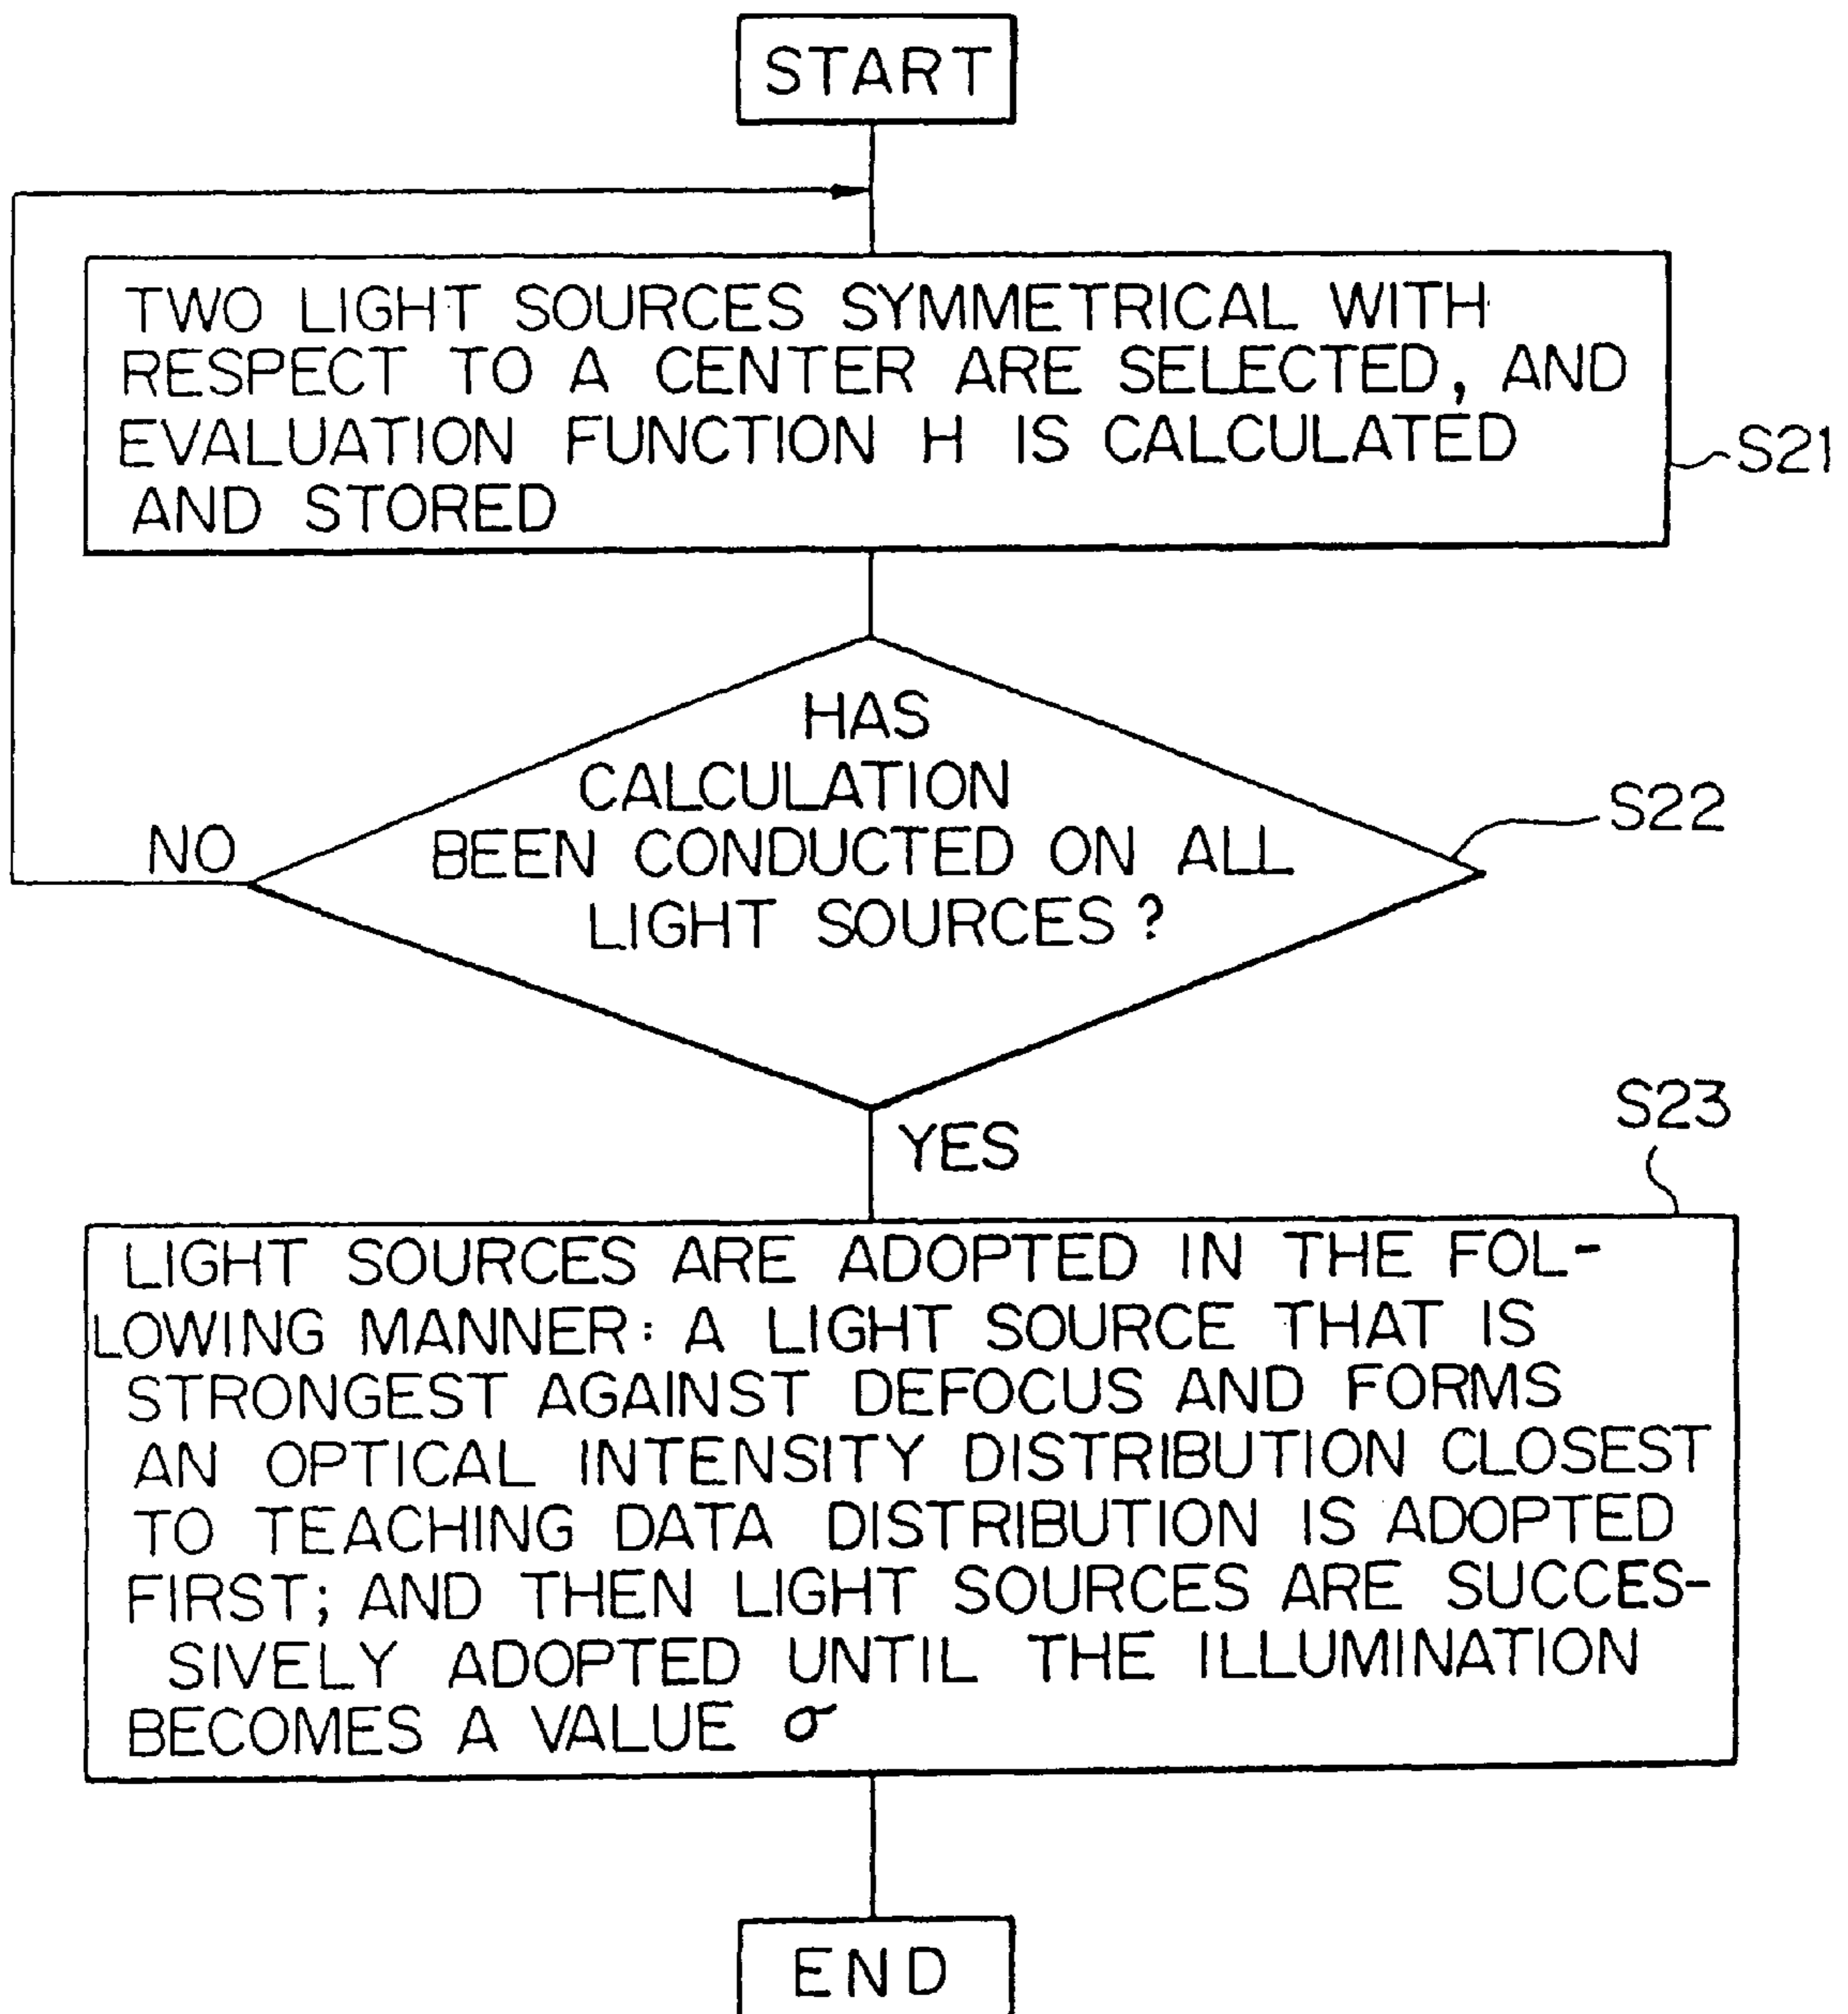 START
TWO LIGHT SOURCES SYMMETRICAL WITH
RESPECT TO A CENTER ARE SELECTED, AND
EVALUATION FUNCTION H IS CALCULATED
AND STORED
S21
HAS
CALCULATION
BEEN CONDUCTED ON ALL
LIGHT SOURCES?
S22
NO
YES
S23
LIGHT SOURCES ARE ADOPTED IN THE FOL-
LOWING MANNER: A LIGHT SOURCE THAT IS
STRONGEST AGAINST DEFOCUS AND FORMS
AN OPTICAL INTENSITY DISTRIBUTION CLOSEST
TO TEACHING DATA DISTRIBUTION IS ADOPTED
FIRST; AND THEN LIGHT SOURCES ARE SUCCES-
SIVELY ADOPTED UNTIL THE ILLUMINATION
BECOMES A VALUE σ
END